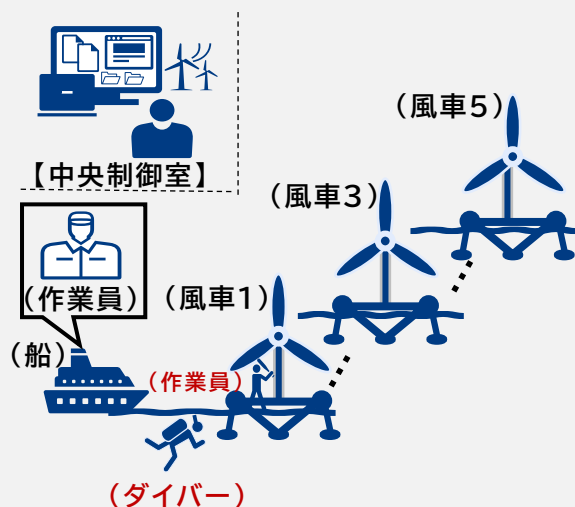 【中央制御室】
(風車5)
(風車3)
(作業員)
(風車1)
(船)
(作業員)
(ダイバー)